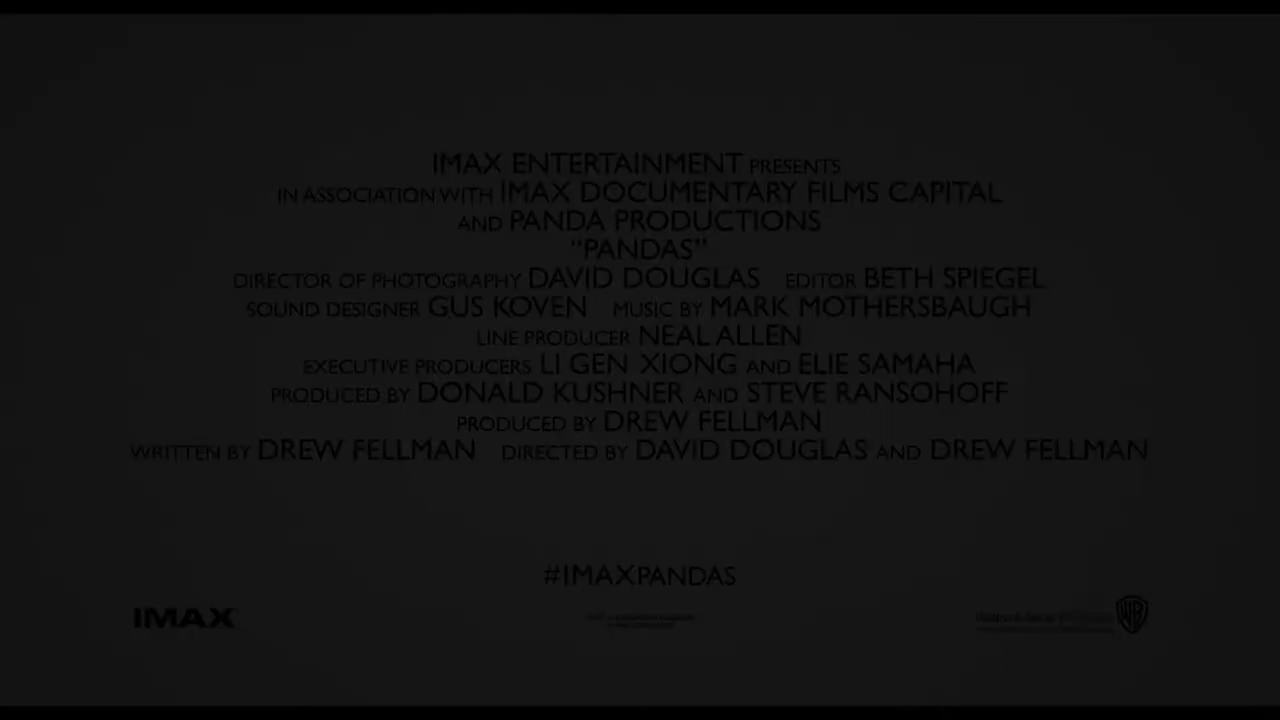 IMAX ENTERTAINMENT PRESENTS
IN ASSOCIATION WITH IMAX DOCUMENTARY FILMS CAPITAL
AND PANDA PRODUCTIONS
“PANDAS”
DIRECTOR OF PHOTOGRAPHY DAVID DOUGLAS EDITOR BETH SPIEGEL
SOUND DESIGNER GUS KOVEN MUSIC BY MARK MOTHERSBAUGH
LINE PRODUCER NEAL ALLEN
EXECUTIVE PRODUCERS LI GEN XIONG AND ELIE SAMAHA
PRODUCED BY DONALD KUSHNER AND STEVE RANSOHOFF
PRODUCED BY DREW FELLMAN
WRITTEN BY DREW FELLMAN DIRECTED BY DAVID DOUGLAS AND DREW FELLMAN
#IMAXPANDAS
IMAX
WB